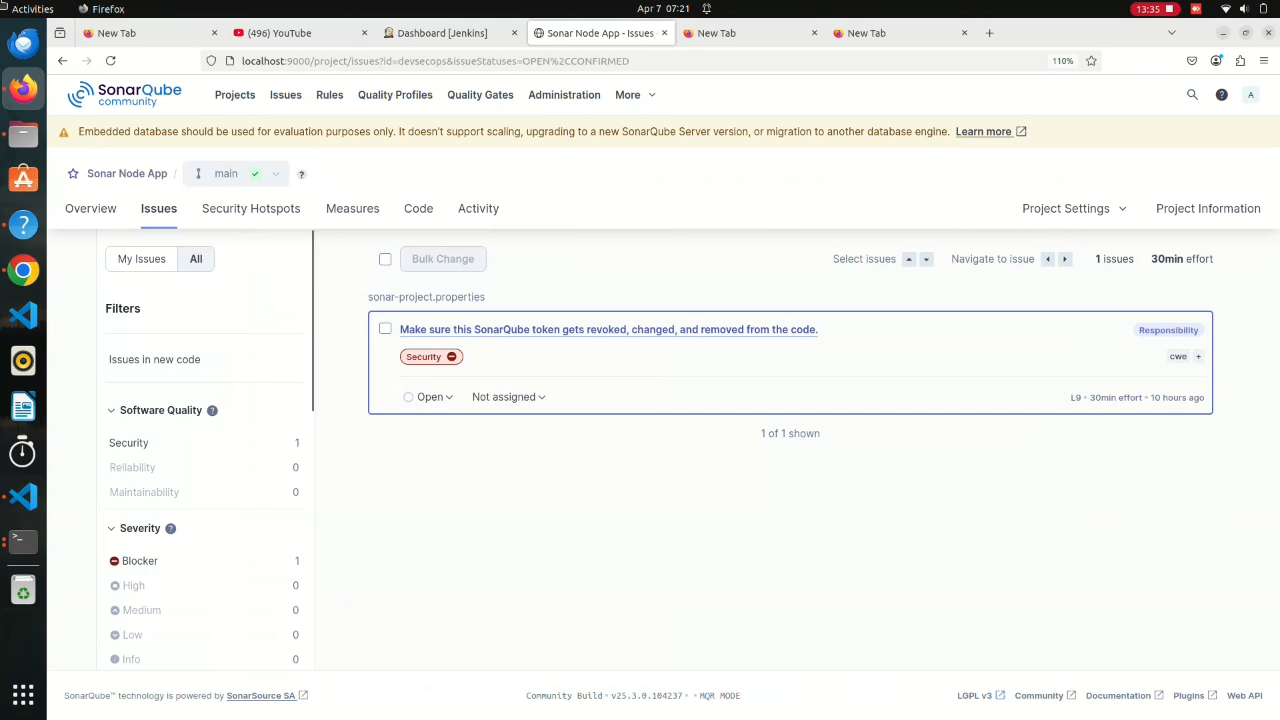 Activities Firefox Apr 7 07:21 13:35
New Tab (496) YouTube Dashboard [Jenkins] Sonar Node App - Issues - New Tab New Tab
localhost:9000/project/issues?id=devsecops&issueStatuses=OPEN%2CCONFIRMED 110%
SonarQube community Projects Issues Rules Quality Profiles Quality Gates Administration More A
Embedded database should be used for evaluation purposes only. It doesn't support scaling, upgrading to a new SonarQube Server version, or migration to another database engine. Learn more
Sonar Node App / main ?
Overview Issues Security Hotspots Measures Code Activity Project Settings Project Information
My Issues All Bulk Change Select issues Navigate to issue 1 issues 30min effort
sonar-project.properties
Filters
Make sure this SonarQube token gets revoked, changed, and removed from the code. Responsibility
Security cwe +
Issues in new code
Open Not assigned L9 • 30min effort • 10 hours ago
Software Quality ?
1 of 1 shown
Security 1
Reliability 0
Maintainability 0
Severity ?
Blocker 1
High 0
Medium 0
Low 0
Info 0
SonarQube™ technology is powered by SonarSource SA Community Build • v25.3.0.104237 • • MQR MODE LGPL v3 Community Documentation Plugins Web API